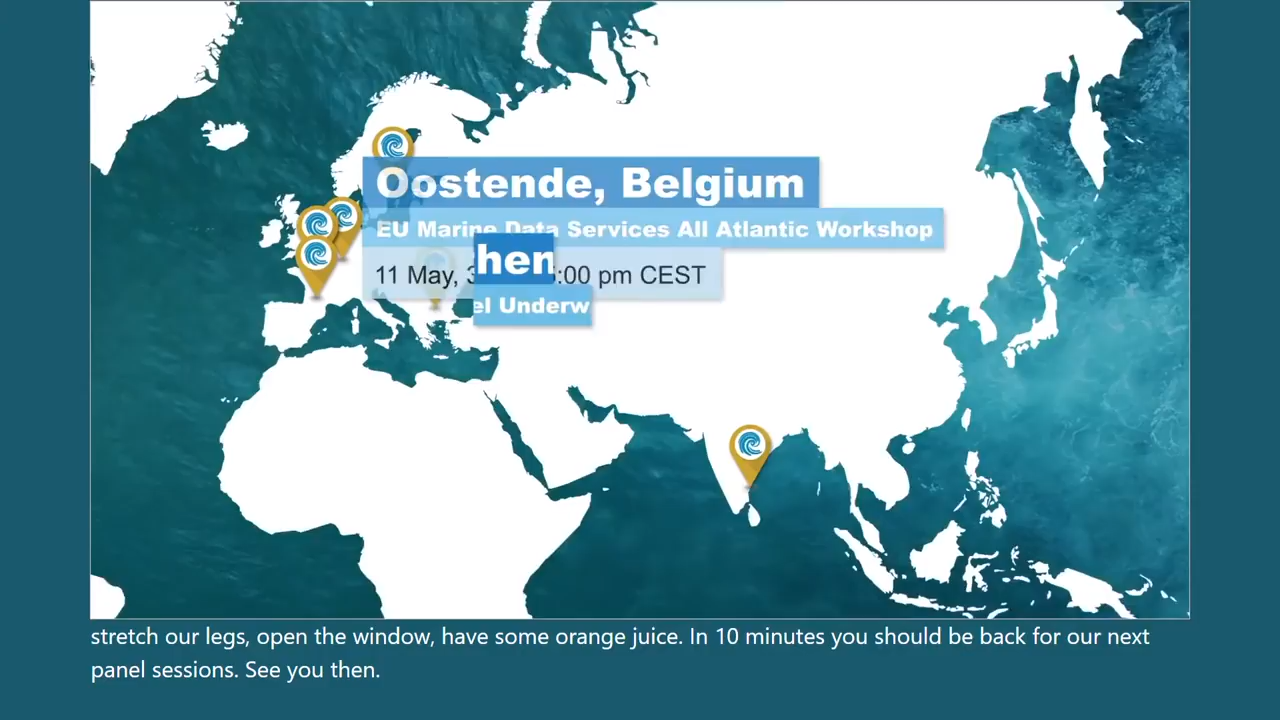 Oostende, Belgium
EU Marine Data Services All Atlantic Workshop
11 May, 3 :00 pm CEST
hen
el Underw
stretch our legs, open the window, have some orange juice. In 10 minutes you should be back for our next
panel sessions. See you then.